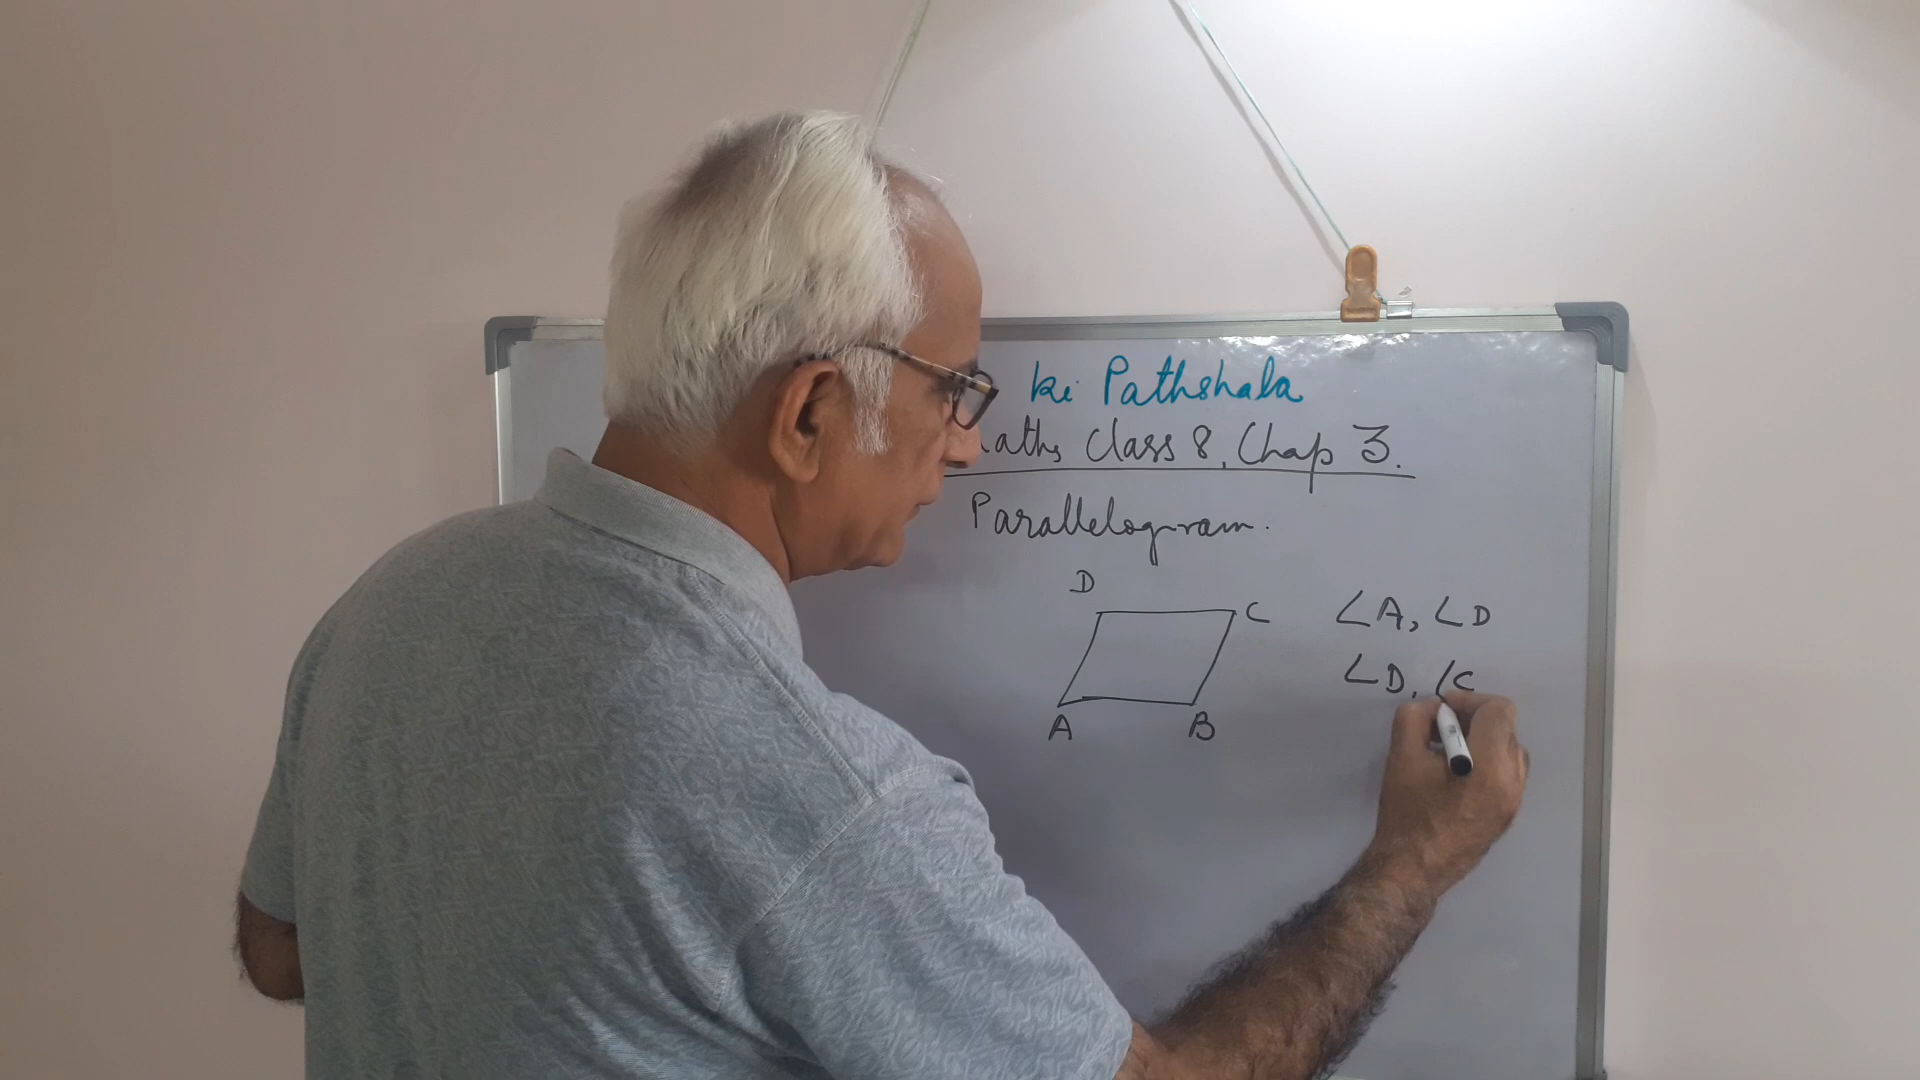 ki Pathshala
aths Class 8, Chap 3.
Parallelogram.
D
C
A
B
∠A, ∠D
∠D, ∠C